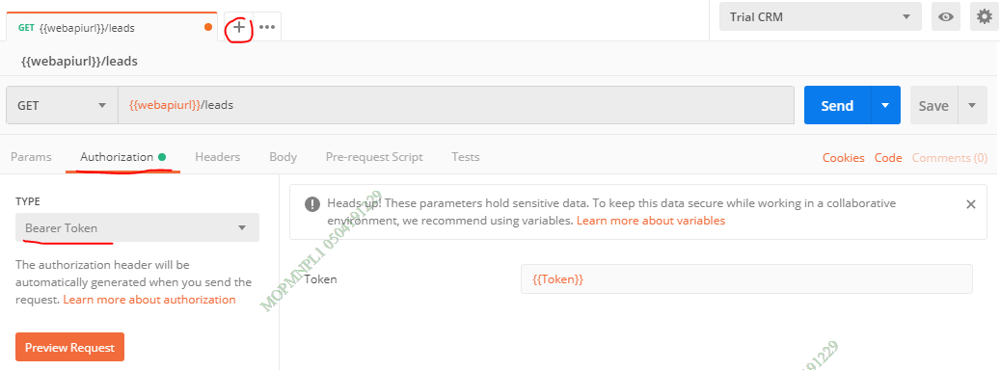 GET {{webapiurl}}/leads
Trial CRM
{{webapiurl}}/leads
GET {{webapiurl}}/leads Send Save
Params Authorization Headers Body Pre-request Script Tests Cookies Code Comments (0)
TYPE
Bearer Token
The authorization header will be
automatically generated when you send the
request. Learn more about authorization
Preview Request
Heads up! These parameters hold sensitive data. To keep this data secure while working in a collaborative
environment, we recommend using variables. Learn more about variables
Token {{Token}}
MOPMNPL1 0504191229